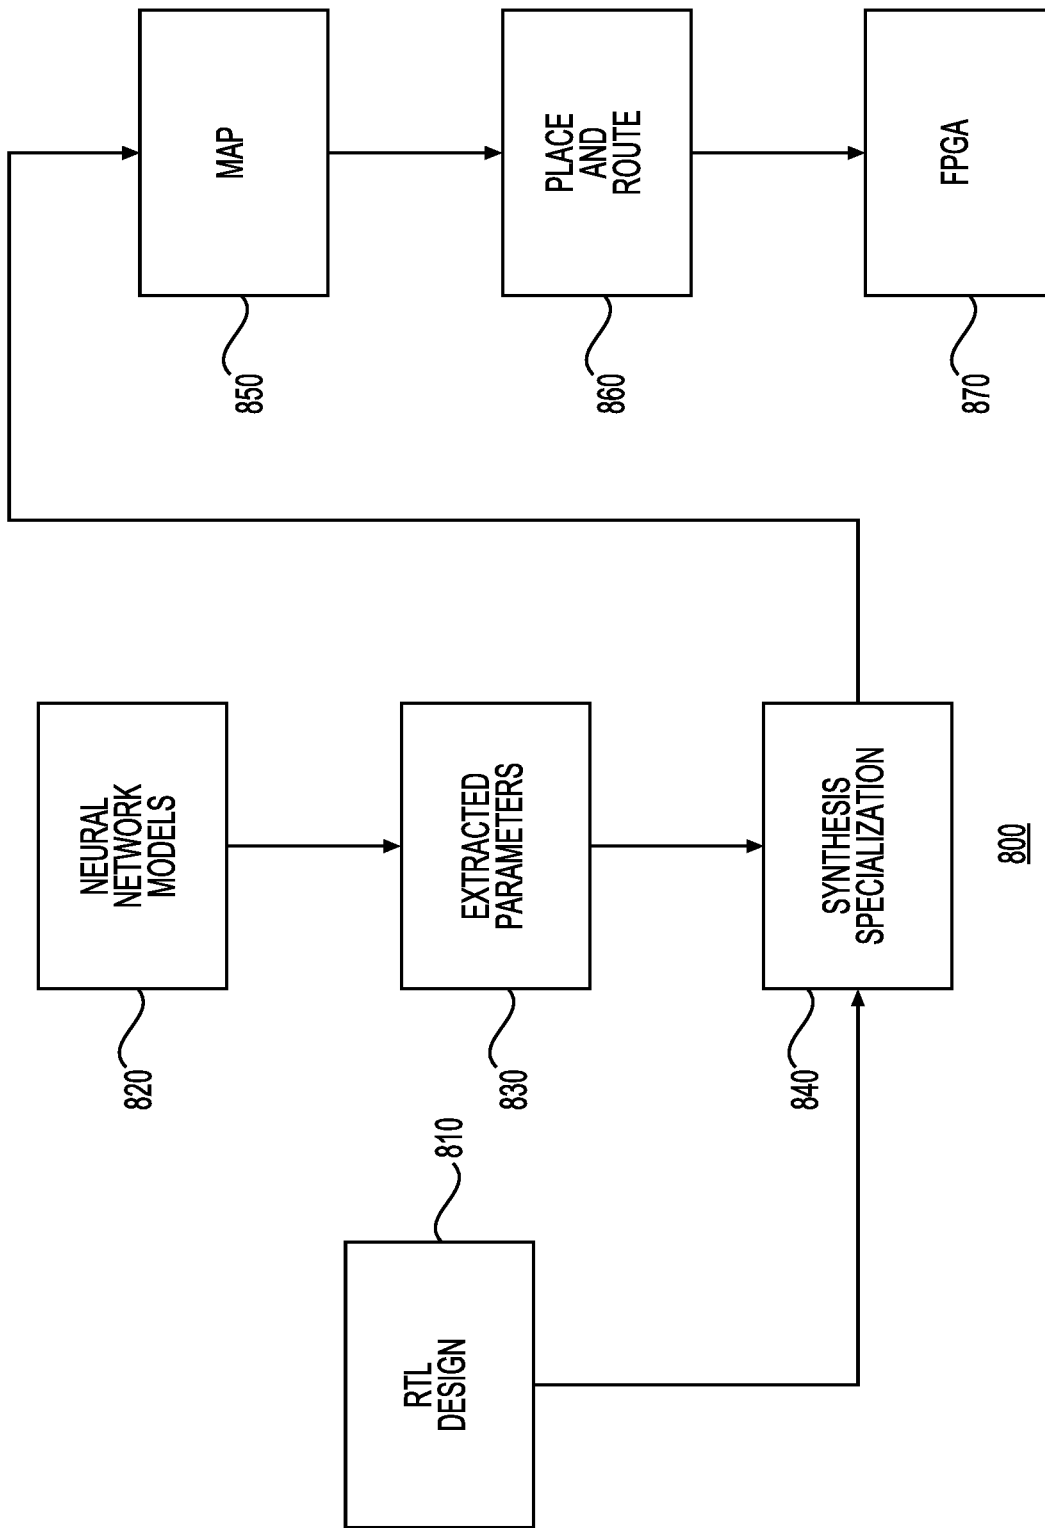 RTL
DESIGN
810
NEURAL
NETWORK
MODELS
820
EXTRACTED
PARAMETERS
830
SYNTHESIS
SPECIALIZATION
840
MAP
850
PLACE
AND
ROUTE
860
FPGA
870
800